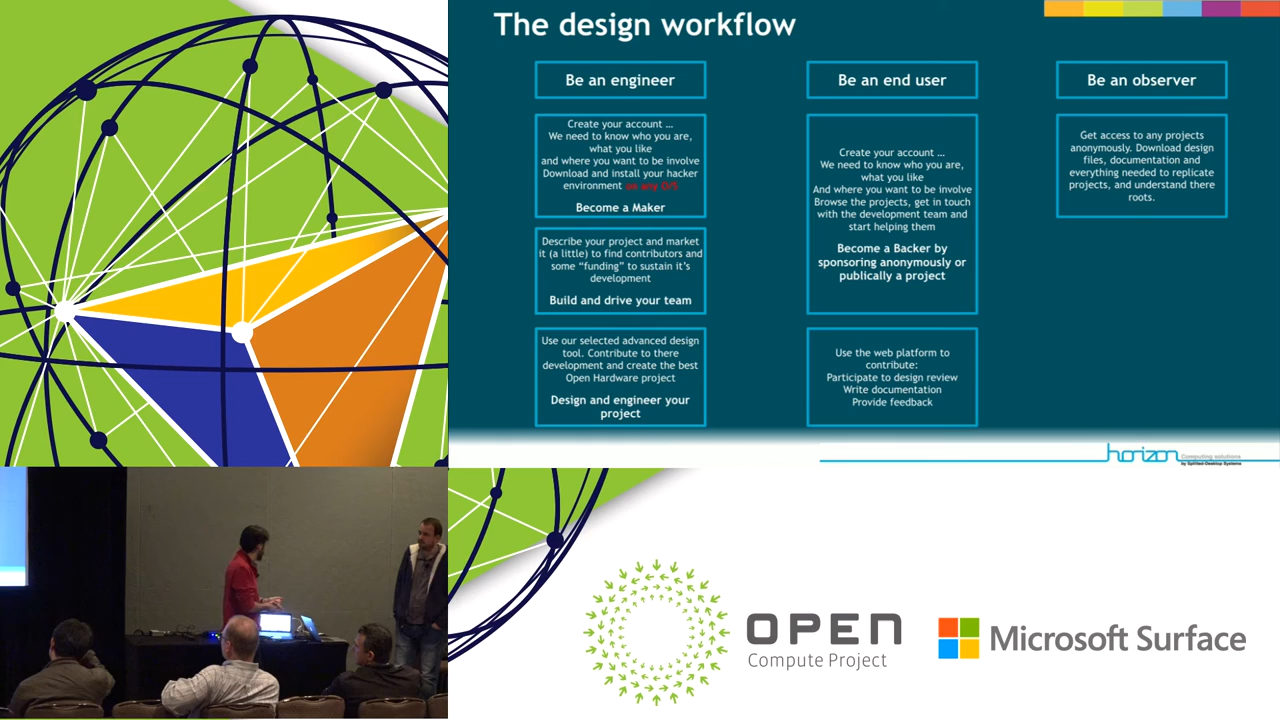 The design workflow
Be an engineer
Create your account ...
We need to know who you are,
what you like
and where you want to be involve
Download and install your hacker
environment on any O/S
Become a Maker
Describe your project and market
it (a little) to find contributors and
some “funding” to sustain it’s
development
Build and drive your team
Use our selected advanced design
tool. Contribute to there
development and create the best
Open Hardware project
Design and engineer your
project
Be an end user
Create your account ...
We need to know who you are,
what you like
And where you want to be involve
Browse the projects, get in touch
with the development team and
start helping them
Become a Backer by
sponsoring anonymously or
publically a project
Use the web platform to
contribute:
Participate to design review
Write documentation
Provide feedback
Be an observer
Get access to any projects
anonymously. Download design
files, documentation and
everything needed to replicate
projects, and understand there
roots.
horizon
Computing solutions
by Splitted-Desktop Systems
OPEN
Compute Project
Microsoft Surface